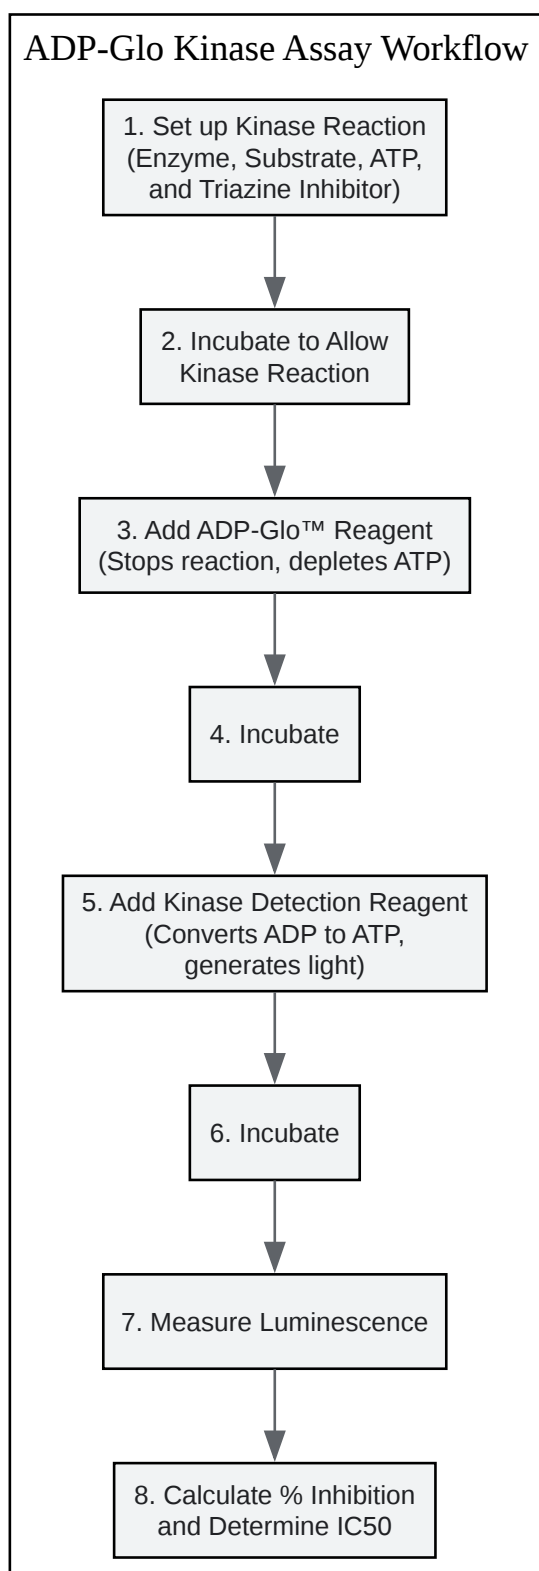 ADP-Glo Kinase Assay Workflow
1. Set up Kinase Reaction
(Enzyme, Substrate, ATP,
and Triazine Inhibitor)
2. Incubate to Allow
Kinase Reaction
3. Add ADP-Glo™ Reagent
(Stops reaction, depletes ATP)
4. Incubate
5. Add Kinase Detection Reagent
(Converts ADP to ATP,
generates light)
6. Incubate
7. Measure Luminescence
8. Calculate % Inhibition
and Determine IC50